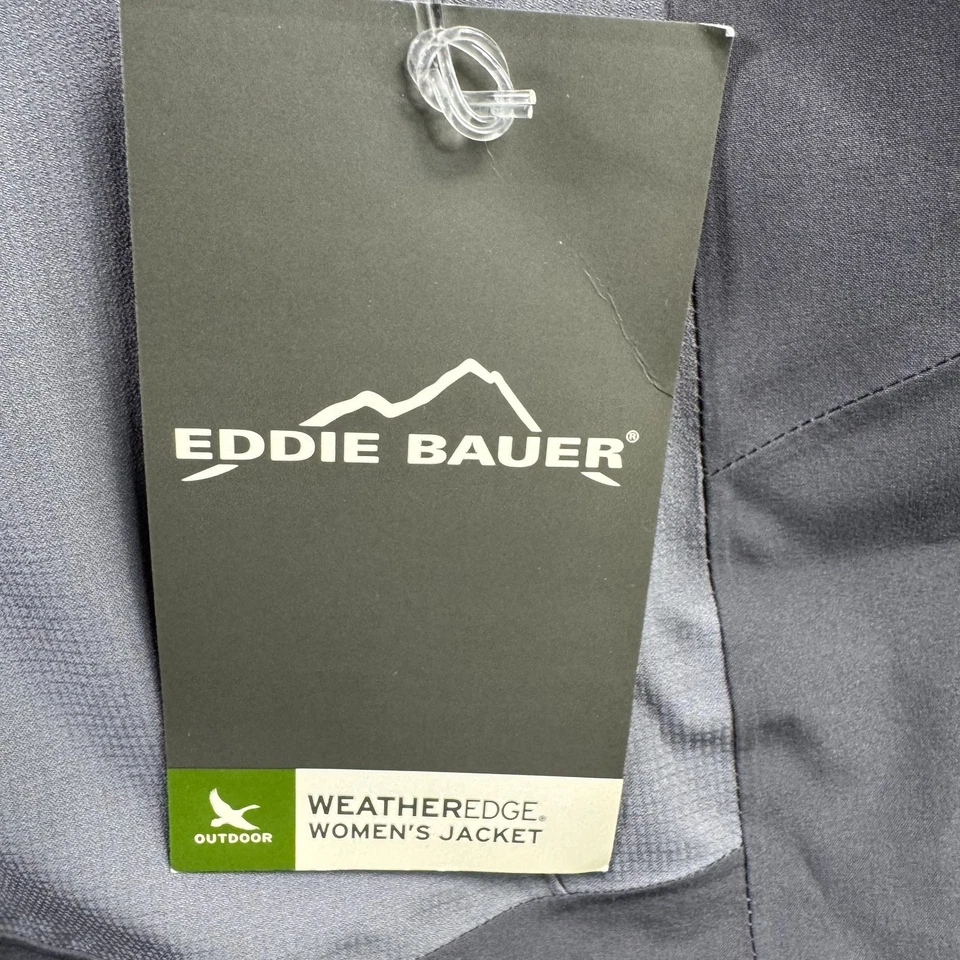 EDDIE BAUER®
WEATHEREDGE®
WOMEN'S JACKET
OUTDOOR